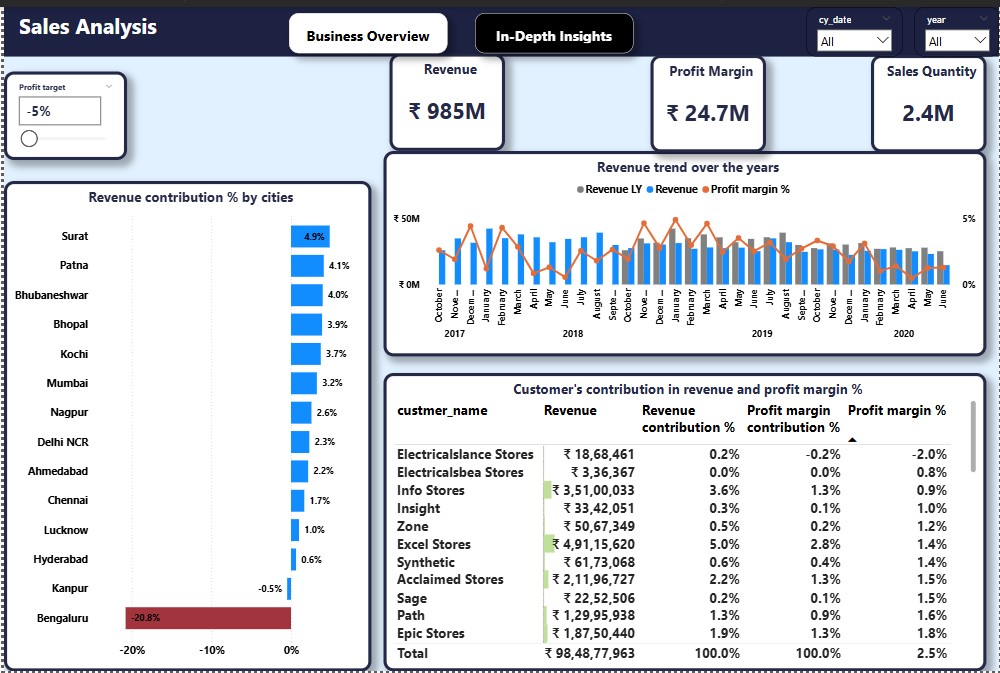 Sales Analysis
Business Overview
In-Depth Insights
cy_date
All
year
All
Profit target
-5%
Revenue
₹ 985M
Profit Margin
₹ 24.7M
Sales Quantity
2.4M
Revenue contribution % by cities
Surat 4.9%
Patna 4.1%
Bhubaneshwar 4.0%
Bhopal 3.9%
Kochi 3.7%
Mumbai 3.2%
Nagpur 2.6%
Delhi NCR 2.3%
Ahmedabad 2.2%
Chennai 1.7%
Lucknow 1.0%
Hyderabad 0.6%
Kanpur -0.5%
Bengaluru -20.8%
-20% -10% 0%
Revenue trend over the years
Revenue LY Revenue Profit margin %
₹ 50M 5%
₹ 0M 0%
October Nove... Decem... January February March April May June July August Septe... October Nove... Decem... January February March April May June July August Septe... October Nove... Decem... January February March April May June
2017 2018 2019 2020
Customer's contribution in revenue and profit margin %
custmer_name Revenue Revenue contribution % Profit margin contribution % Profit margin %
Electricalslance Stores ₹ 18,68,461 0.2% -0.2% -2.0%
Electricalsbea Stores ₹ 3,36,367 0.0% 0.0% 0.8%
Info Stores ₹ 3,51,00,033 3.6% 1.3% 0.9%
Insight ₹ 33,42,051 0.3% 0.1% 1.0%
Zone ₹ 50,67,349 0.5% 0.2% 1.2%
Excel Stores ₹ 4,91,15,620 5.0% 2.8% 1.4%
Synthetic ₹ 61,73,068 0.6% 0.4% 1.4%
Acclaimed Stores ₹ 2,11,96,727 2.2% 1.3% 1.5%
Sage ₹ 22,52,506 0.2% 0.1% 1.5%
Path ₹ 1,29,95,938 1.3% 0.9% 1.6%
Epic Stores ₹ 1,87,50,440 1.9% 1.3% 1.8%
Total ₹ 98,48,77,963 100.0% 100.0% 2.5%